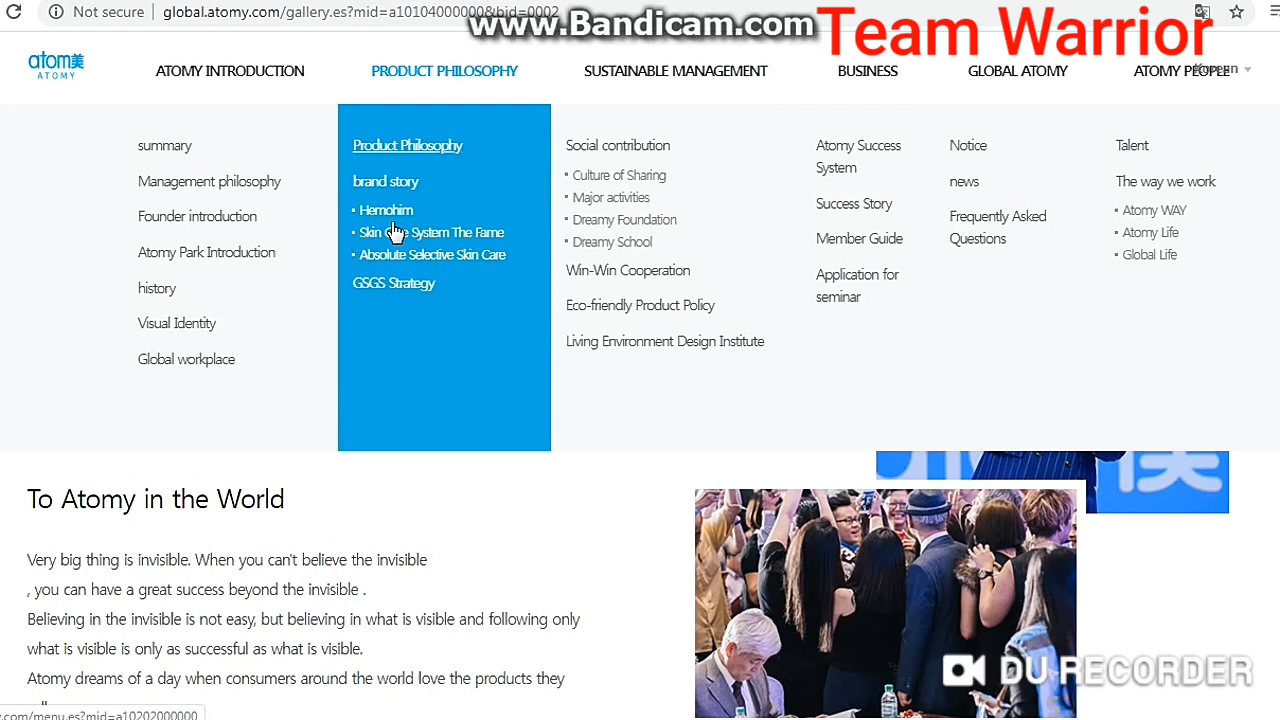 Not secure
global.atomy.com/gallery.es?mid=a10104000000&bid=0002
www.Bandicam.com
Team Warrior
atom美
ATOMY
ATOMY INTRODUCTION
PRODUCT PHILOSOPHY
SUSTAINABLE MANAGEMENT
BUSINESS
GLOBAL ATOMY
ATOMY PEOPLE
summary
Management philosophy
Founder introduction
Atomy Park Introduction
history
Visual Identity
Global workplace
Product Philosophy
brand story
Hemohim
Skin Care System The Fame
Absolute Selective Skin Care
GSGS Strategy
Social contribution
Culture of Sharing
Major activities
Dreamy Foundation
Dreamy School
Win-Win Cooperation
Eco-friendly Product Policy
Living Environment Design Institute
Atomy Success
System
Success Story
Member Guide
Application for
seminar
Notice
news
Frequently Asked
Questions
Talent
The way we work
Atomy WAY
Atomy Life
Global Life
To Atomy in the World
Very big thing is invisible. When you can't believe the invisible
, you can have a great success beyond the invisible .
Believing in the invisible is not easy, but believing in what is visible and following only
what is visible is only as successful as what is visible.
Atomy dreams of a day when consumers around the world love the products they
DU RECORDER
y.com/menu.es?mid=a10202000000